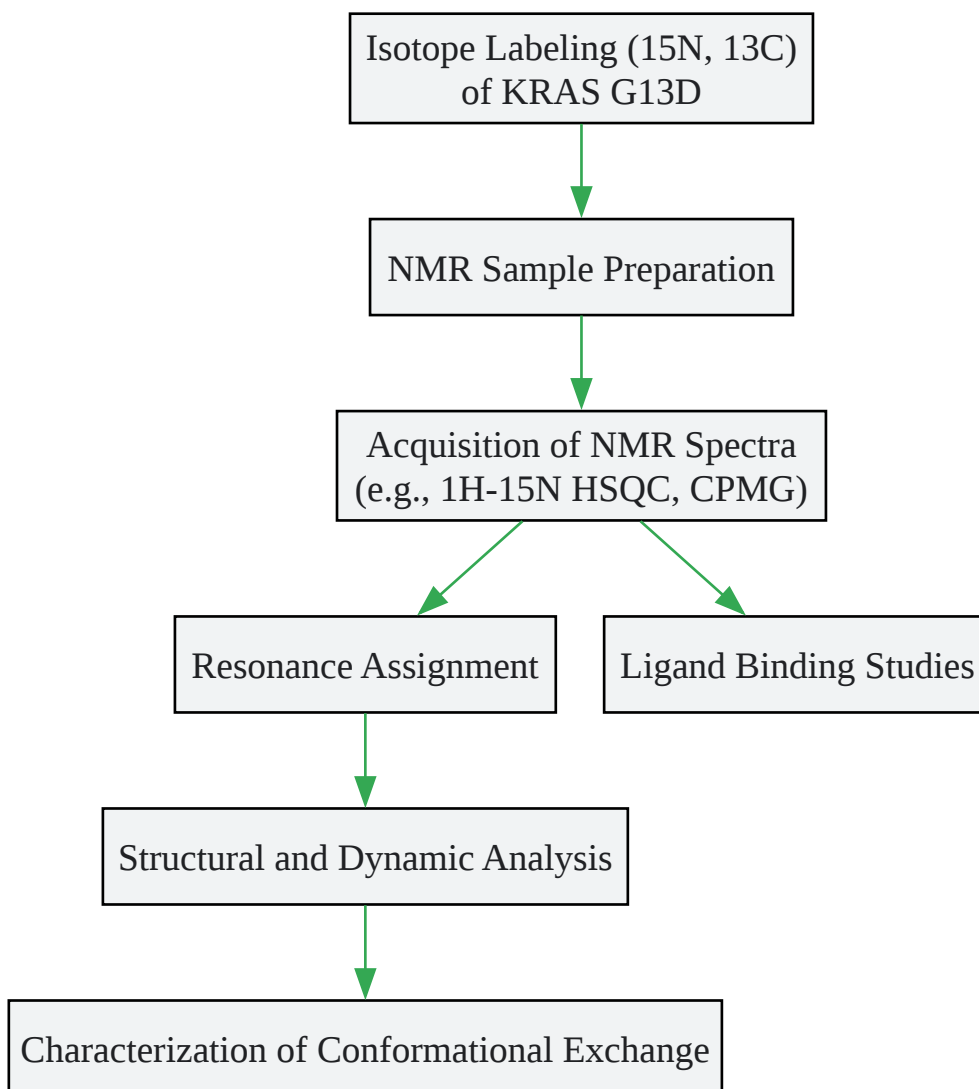 Isotope Labeling (15N, 13C)
of KRAS G13D
NMR Sample Preparation
Acquisition of NMR Spectra
(e.g., 1H-15N HSQC, CPMG)
Resonance Assignment
Ligand Binding Studies
Structural and Dynamic Analysis
Characterization of Conformational Exchange